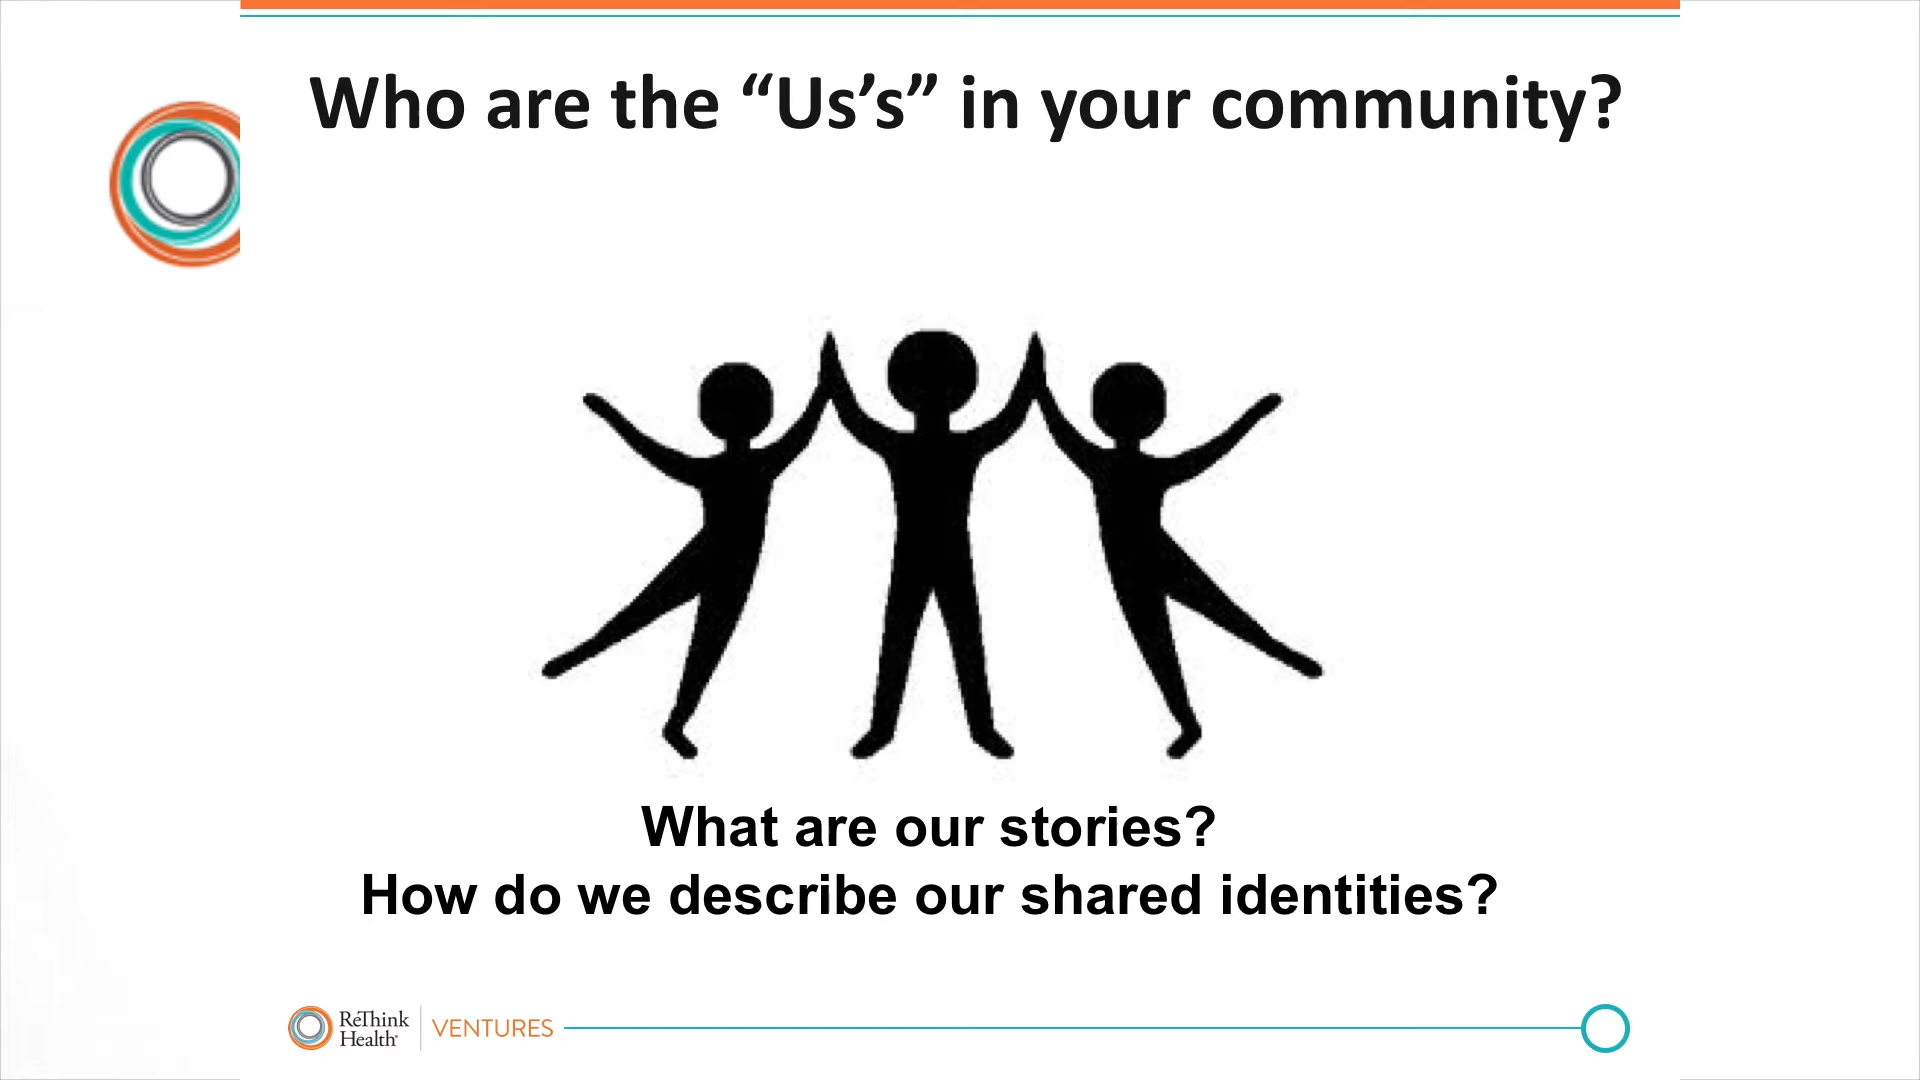 Who are the “Us’s” in your community?
What are our stories?
How do we describe our shared identities?
ReThink
Health
VENTURES